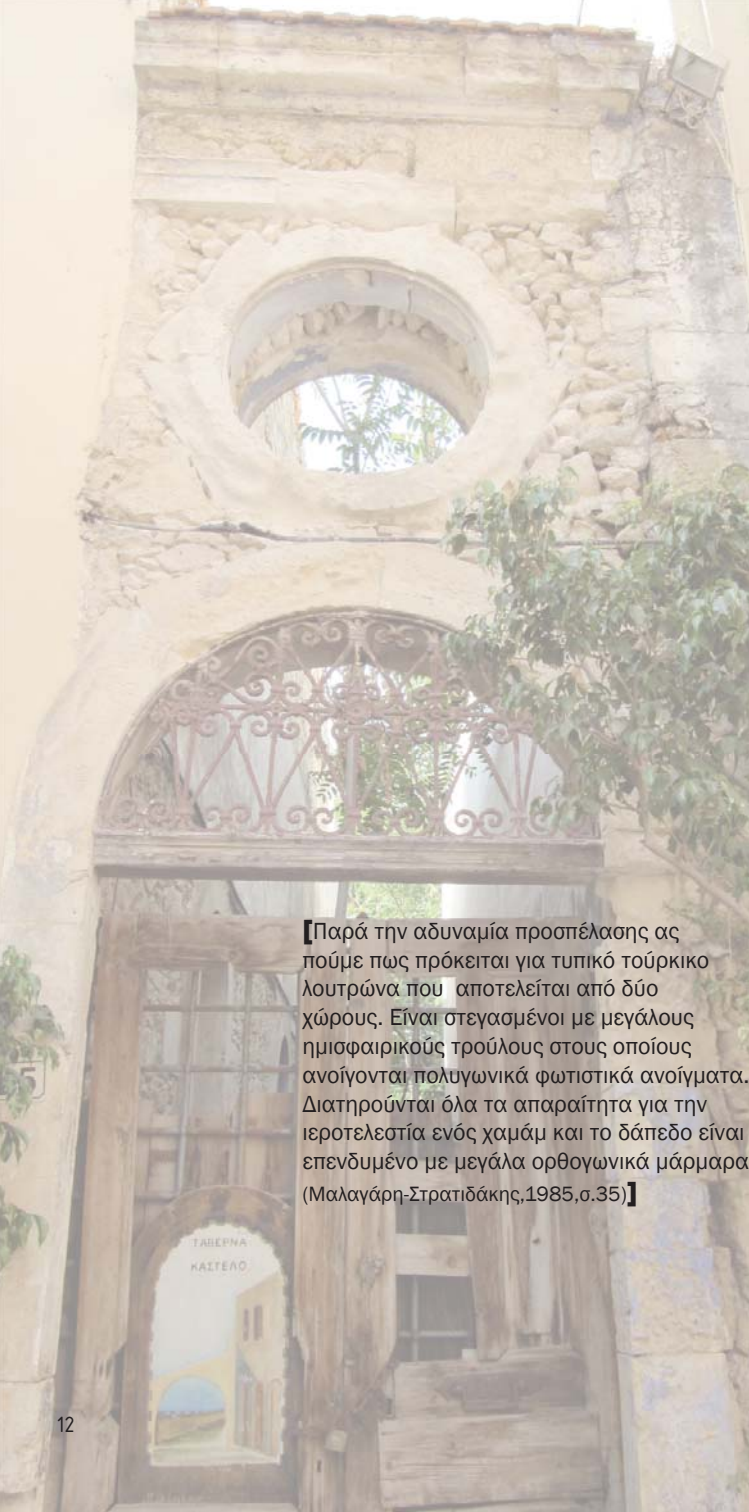 [Παρά την αδυναμία προσπέλασης ας
πούμε πως πρόκειται για τυπικό τούρκικο
λουτρώνα που  αποτελείται από δύο
χώρους. Είναι στεγασμένοι με μεγάλους
ημισφαιρικούς τρούλους στους οποίους
ανοίγονται πολυγωνικά φωτιστικά ανοίγματα.
Διατηρούνται όλα τα απαραίτητα για την
ιεροτελεστία ενός χαμάμ και το δάπεδο είναι
επενδυμένο με μεγάλα ορθογωνικά μάρμαρα
(Μαλαγάρη-Στρατιδάκης,1985,σ.35)]
ΤΑΒΕΡΝΑ
ΚΑΣΤΕΛΟ
12